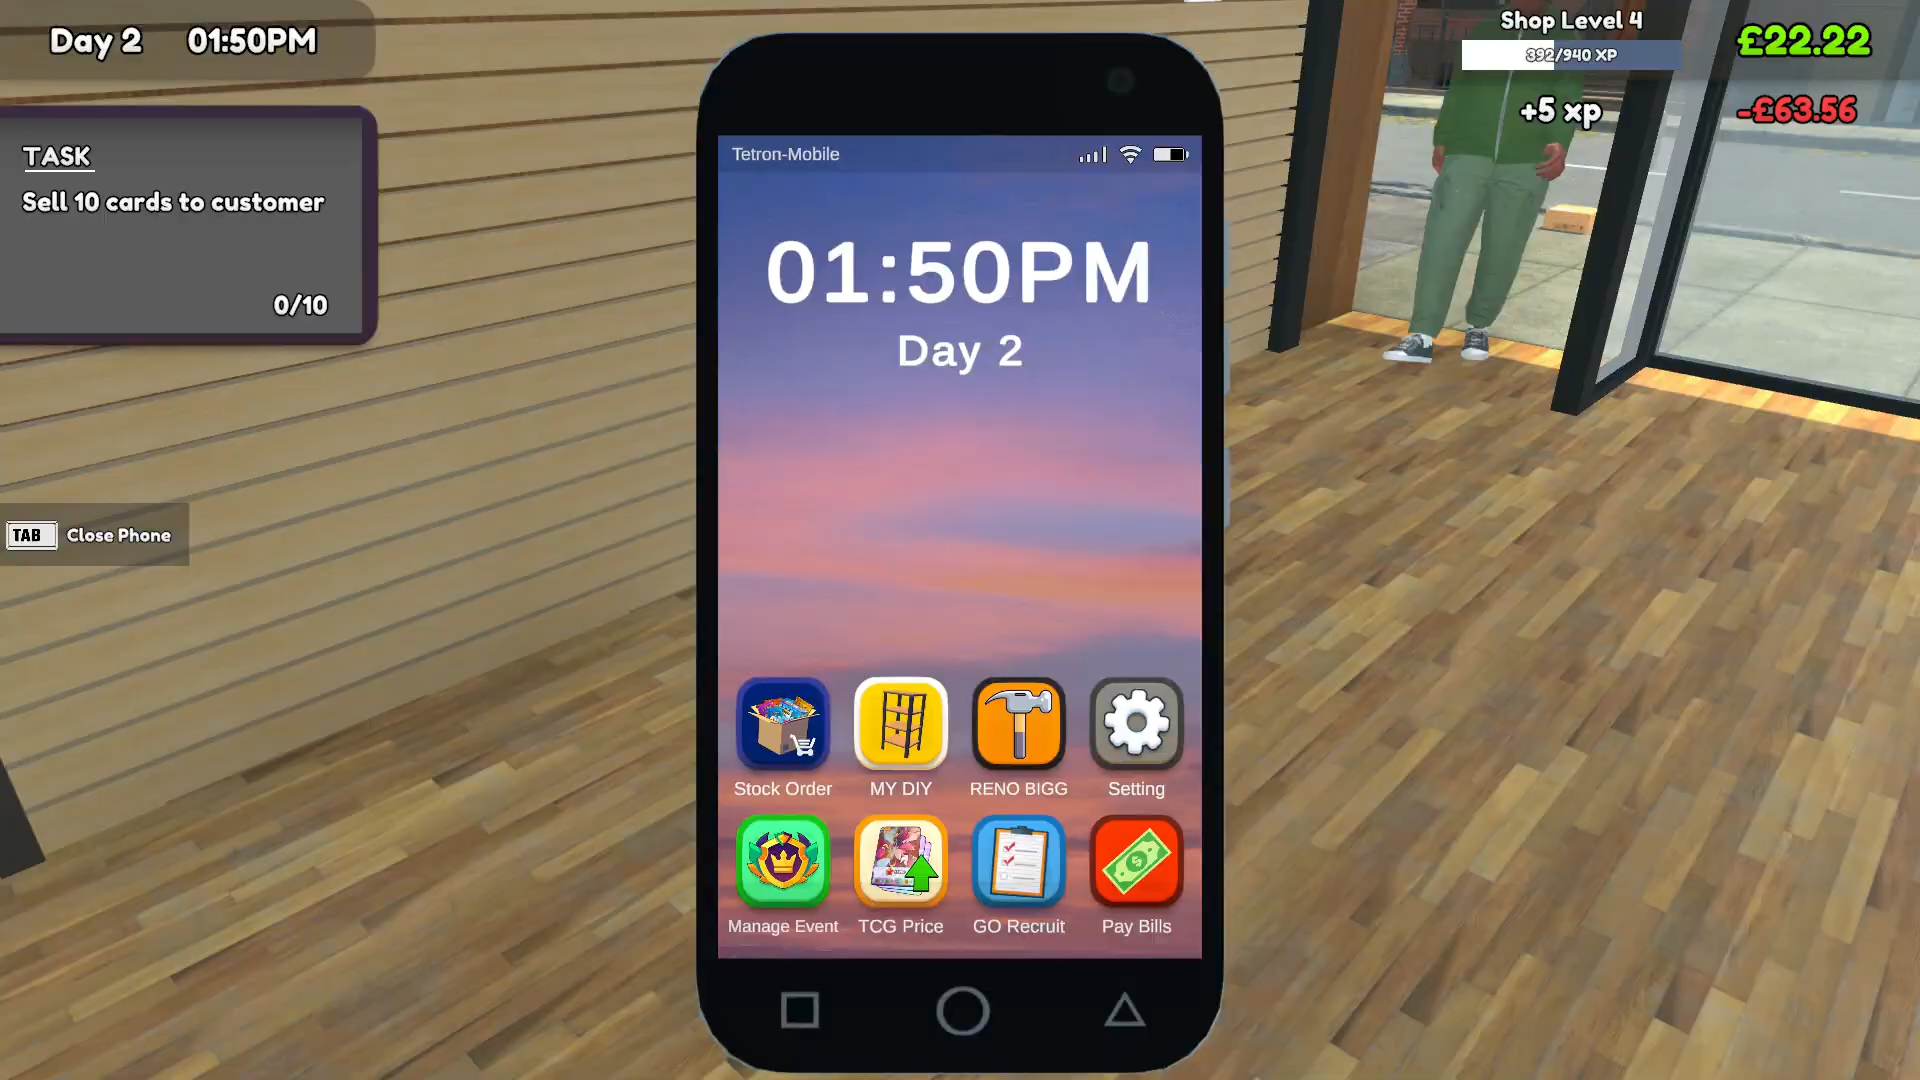 Day 2 01:50PM
Shop Level 4
392/940 XP
£22.22
+5 xp
-£63.56
TASK
Sell 10 cards to customer
0/10
TAB Close Phone
Tetron-Mobile
01:50PM
Day 2
Stock Order MY DIY RENO BIGG Setting
Manage Event TCG Price GO Recruit Pay Bills